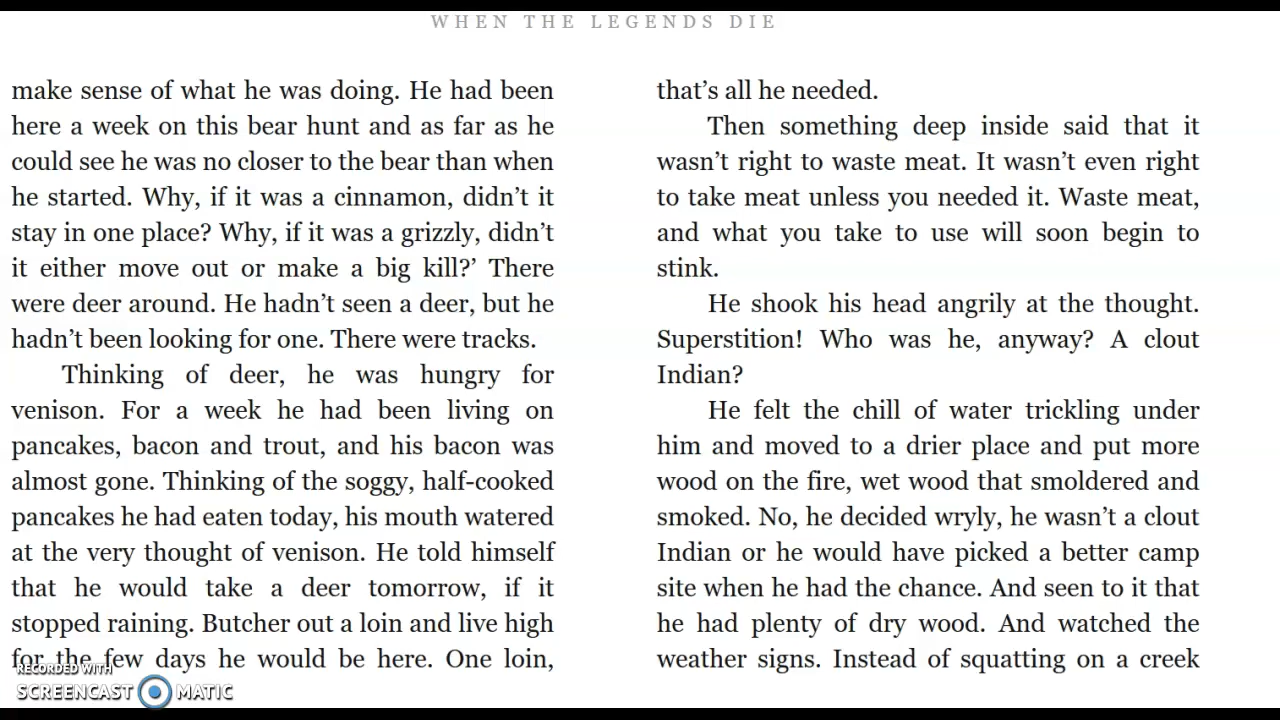 WHEN THE LEGENDS DIE
make sense of what he was doing. He had been
here a week on this bear hunt and as far as he
could see he was no closer to the bear than when
he started. Why, if it was a cinnamon, didn’t it
stay in one place? Why, if it was a grizzly, didn’t
it either move out or make a big kill?’ There
were deer around. He hadn’t seen a deer, but he
hadn’t been looking for one. There were tracks.
Thinking of deer, he was hungry for
venison. For a week he had been living on
pancakes, bacon and trout, and his bacon was
almost gone. Thinking of the soggy, half-cooked
pancakes he had eaten today, his mouth watered
at the very thought of venison. He told himself
that he would take a deer tomorrow, if it
stopped raining. Butcher out a loin and live high
for the few days he would be here. One loin,
that’s all he needed.
Then something deep inside said that it
wasn’t right to waste meat. It wasn’t even right
to take meat unless you needed it. Waste meat,
and what you take to use will soon begin to
stink.
He shook his head angrily at the thought.
Superstition! Who was he, anyway? A clout
Indian?
He felt the chill of water trickling under
him and moved to a drier place and put more
wood on the fire, wet wood that smoldered and
smoked. No, he decided wryly, he wasn’t a clout
Indian or he would have picked a better camp
site when he had the chance. And seen to it that
he had plenty of dry wood. And watched the
weather signs. Instead of squatting on a creek
RECORDED WITH
SCREENCAST MATIC